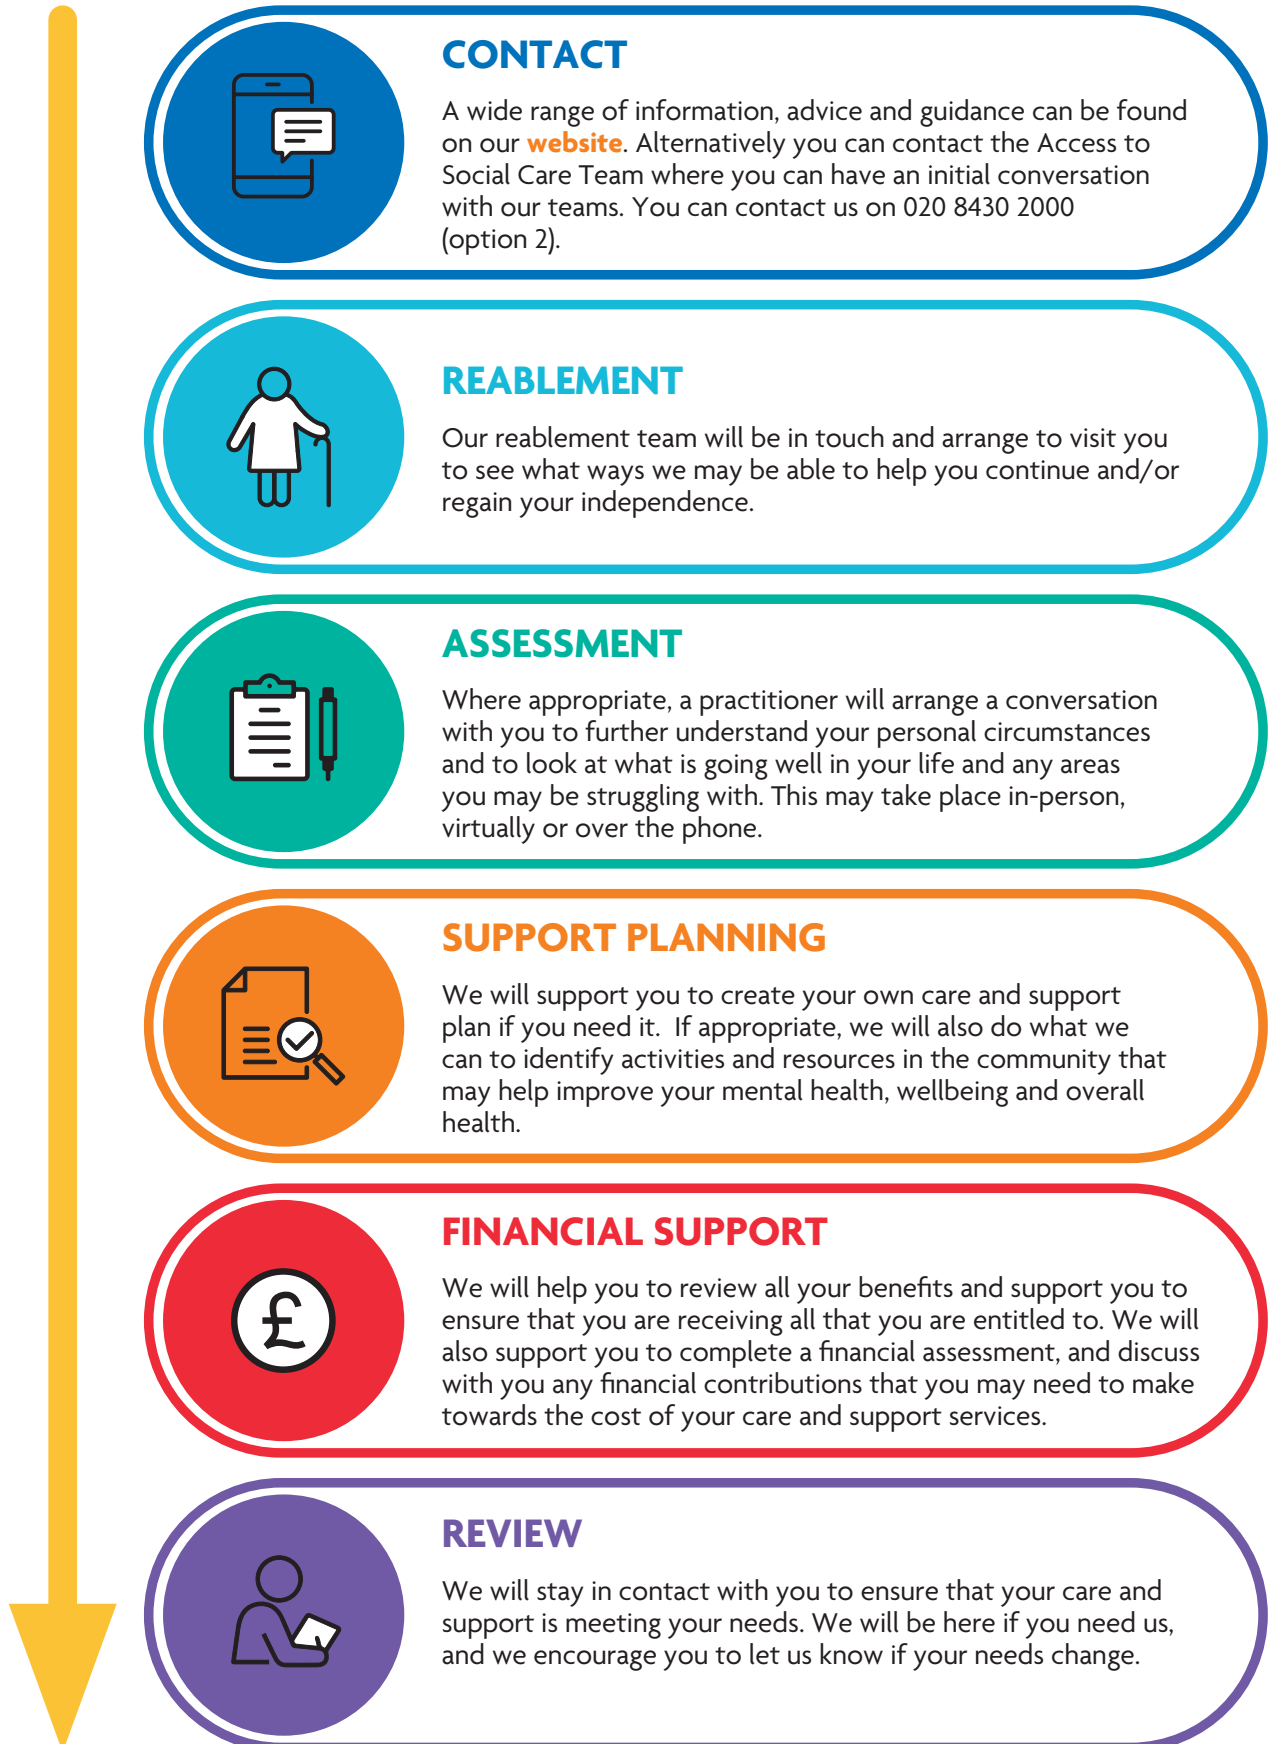 CONTACT
A wide range of information, advice and guidance can be found
on our website. Alternatively you can contact the Access to
Social Care Team where you can have an initial conversation
with our teams. You can contact us on 020 8430 2000
(option 2).
REABLEMENT
Our reablement team will be in touch and arrange to visit you
to see what ways we may be able to help you continue and/or
regain your independence.
ASSESSMENT
Where appropriate, a practitioner will arrange a conversation
with you to further understand your personal circumstances
and to look at what is going well in your life and any areas
you may be struggling with. This may take place in-person,
virtually or over the phone.
SUPPORT PLANNING
We will support you to create your own care and support
plan if you need it.  If appropriate, we will also do what we
can to identify activities and resources in the community that
may help improve your mental health, wellbeing and overall
health.
£
FINANCIAL SUPPORT
We will help you to review all your benefits and support you to
ensure that you are receiving all that you are entitled to. We will
also support you to complete a financial assessment, and discuss
with you any financial contributions that you may need to make
towards the cost of your care and support services.
REVIEW
We will stay in contact with you to ensure that your care and
support is meeting your needs. We will be here if you need us,
and we encourage you to let us know if your needs change.